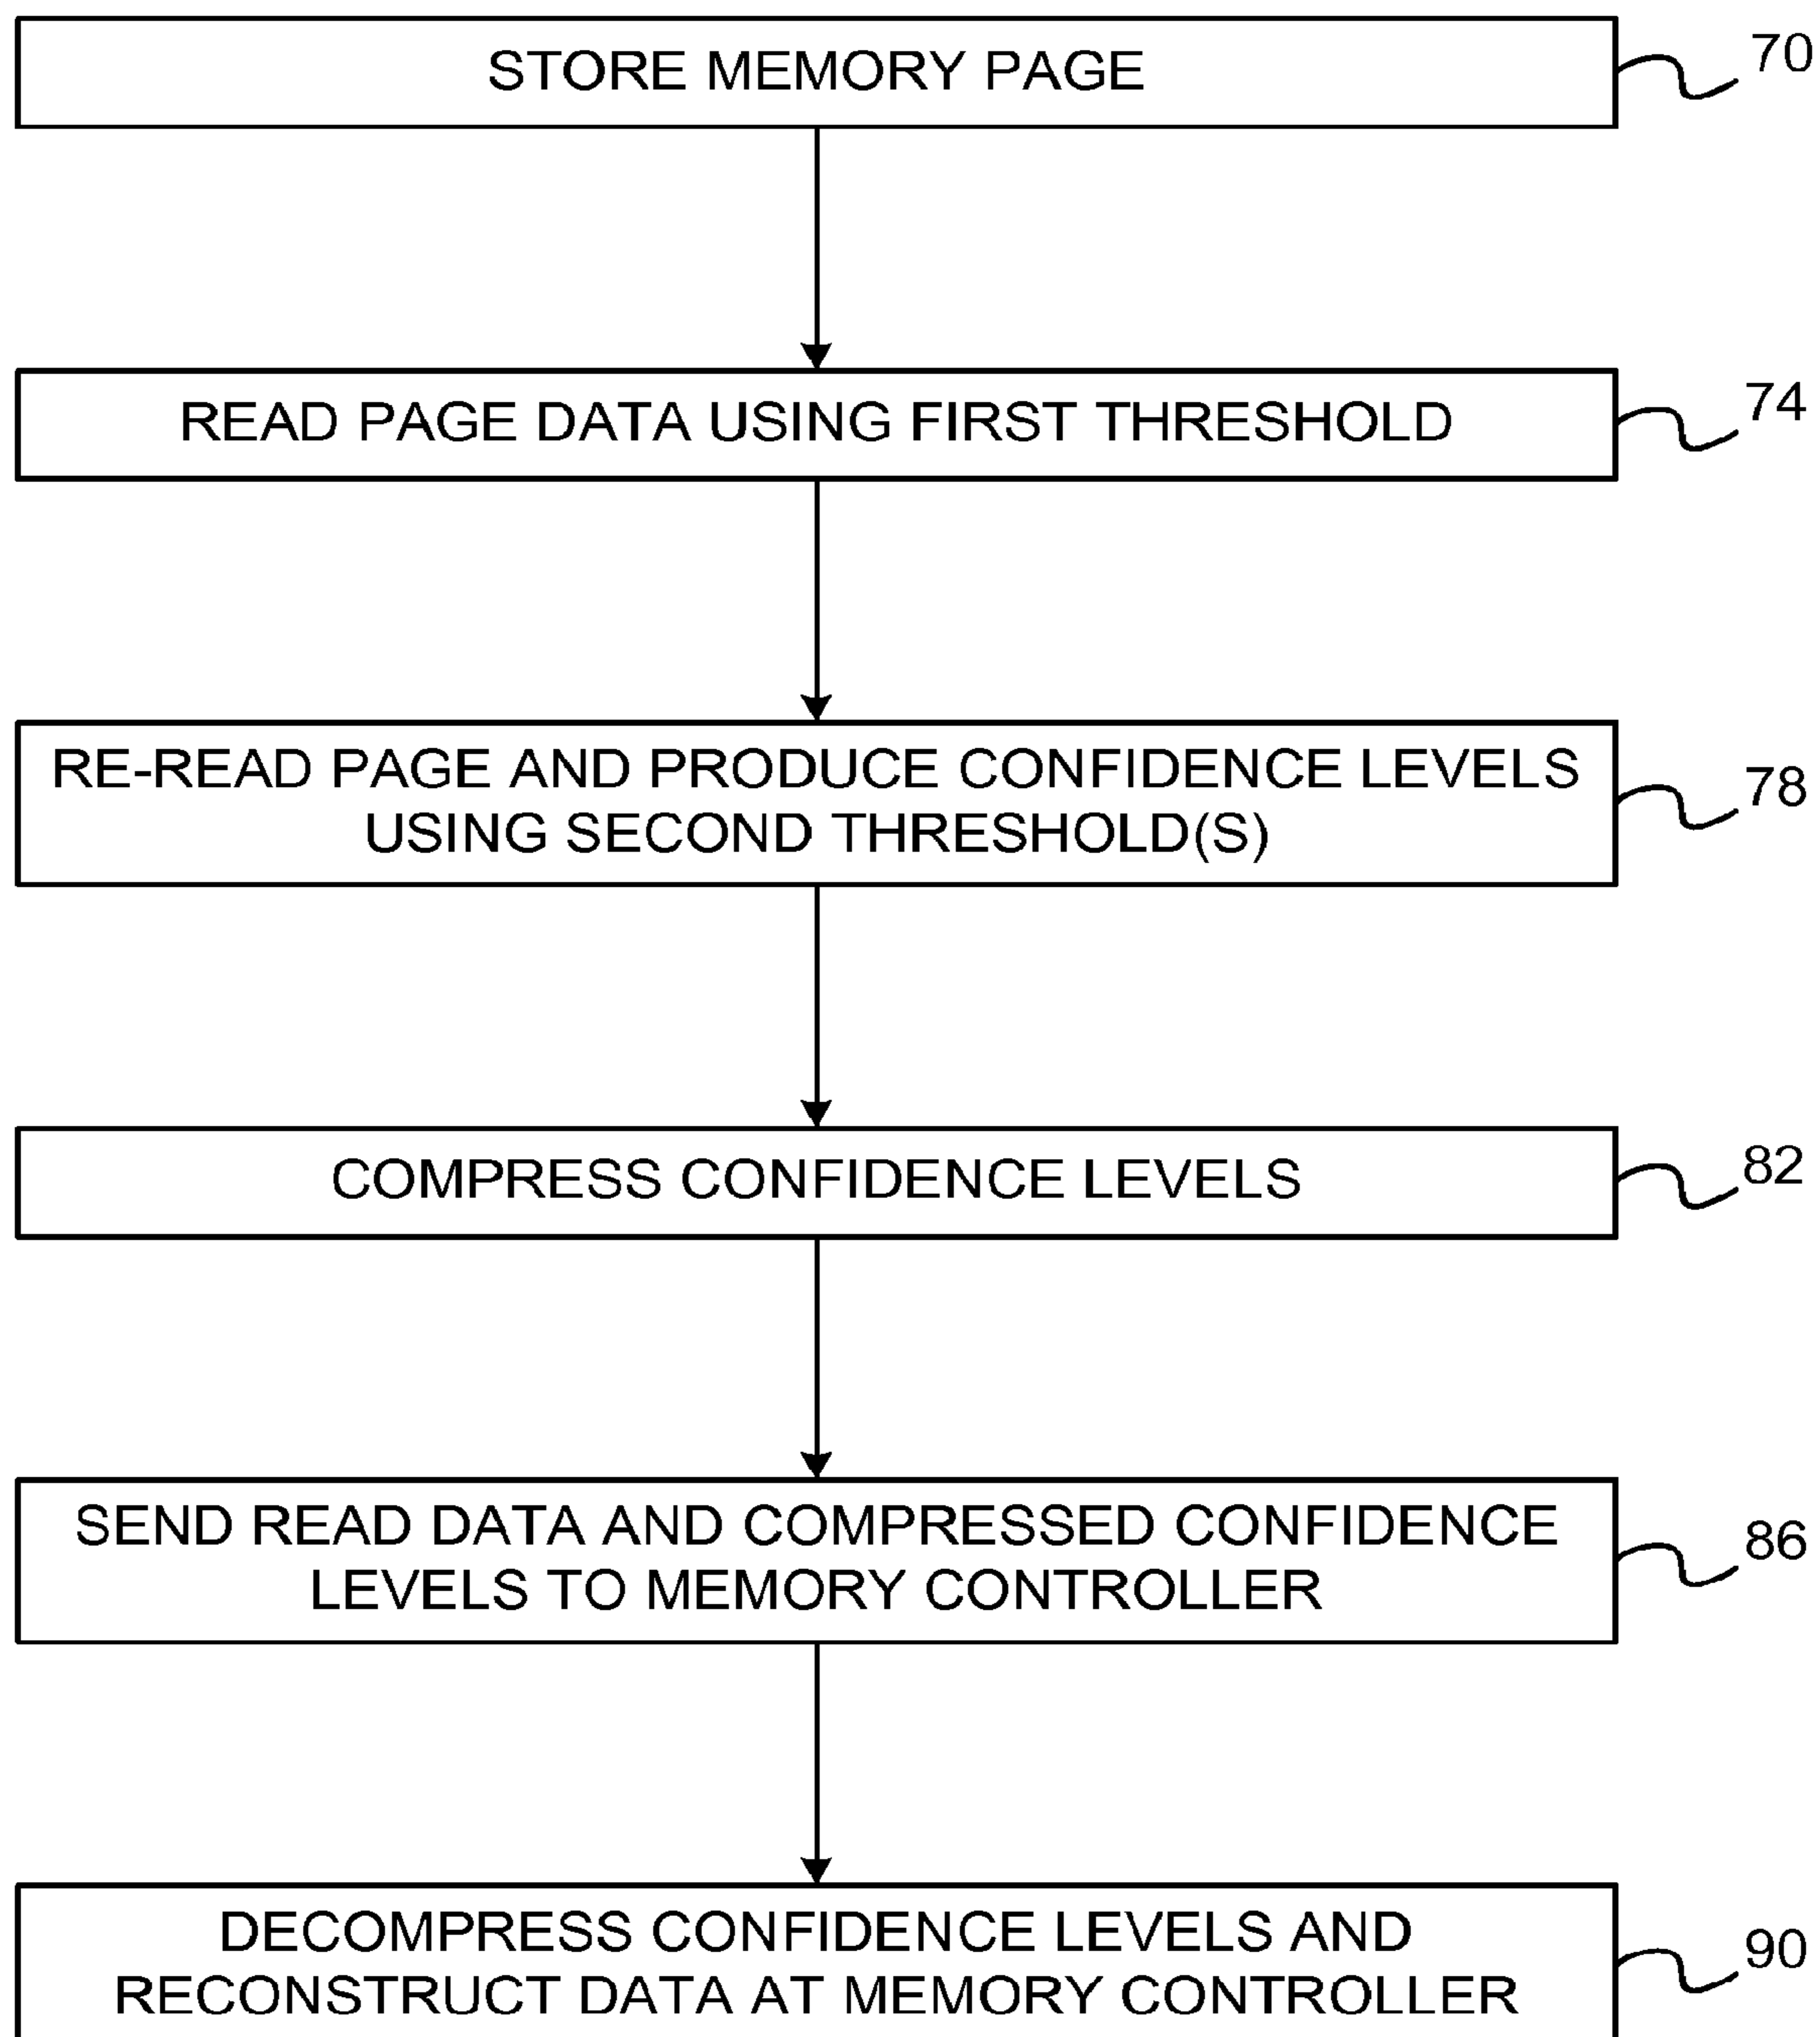 STORE MEMORY PAGE
70
READ PAGE DATA USING FIRST THRESHOLD
74
RE-READ PAGE AND PRODUCE CONFIDENCE LEVELS
USING SECOND THRESHOLD(S)
78
COMPRESS CONFIDENCE LEVELS
82
SEND READ DATA AND COMPRESSED CONFIDENCE
LEVELS TO MEMORY CONTROLLER
86
DECOMPRESS CONFIDENCE LEVELS AND
RECONSTRUCT DATA AT MEMORY CONTROLLER
90